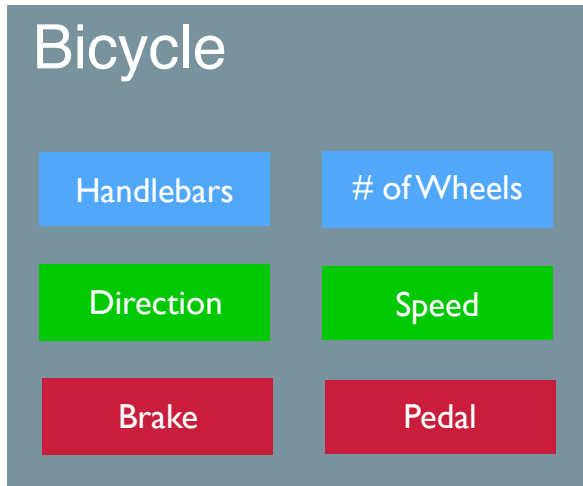 Bicycle
Handlebars
# of Wheels
Direction
Speed
Brake
Pedal